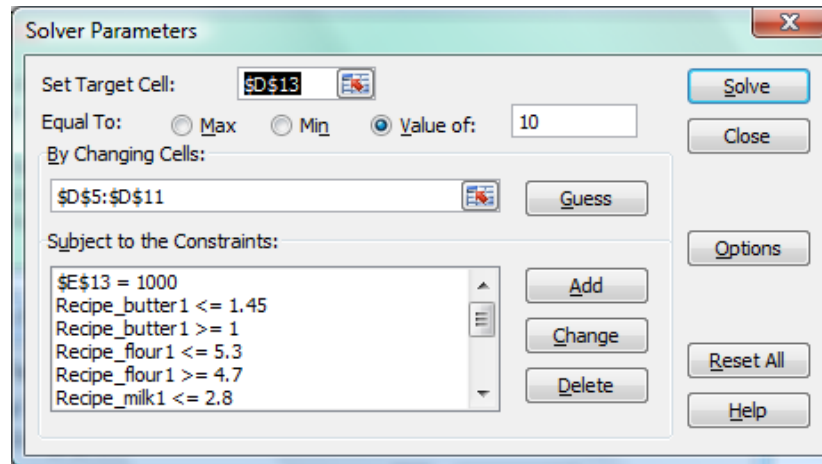 Solver Parameters
Set Target Cell: $D$13 Solve
Equal To: Max Min Value of: 10 Close
By Changing Cells:
$D$5:$D$11 Guess
Subject to the Constraints: Options
$E$13 = 1000 Add
Recipe_butter1 <= 1.45
Recipe_butter1 >= 1 Change
Recipe_flour1 <= 5.3
Recipe_flour1 >= 4.7 Reset All
Recipe_milk1 <= 2.8 Delete
Help